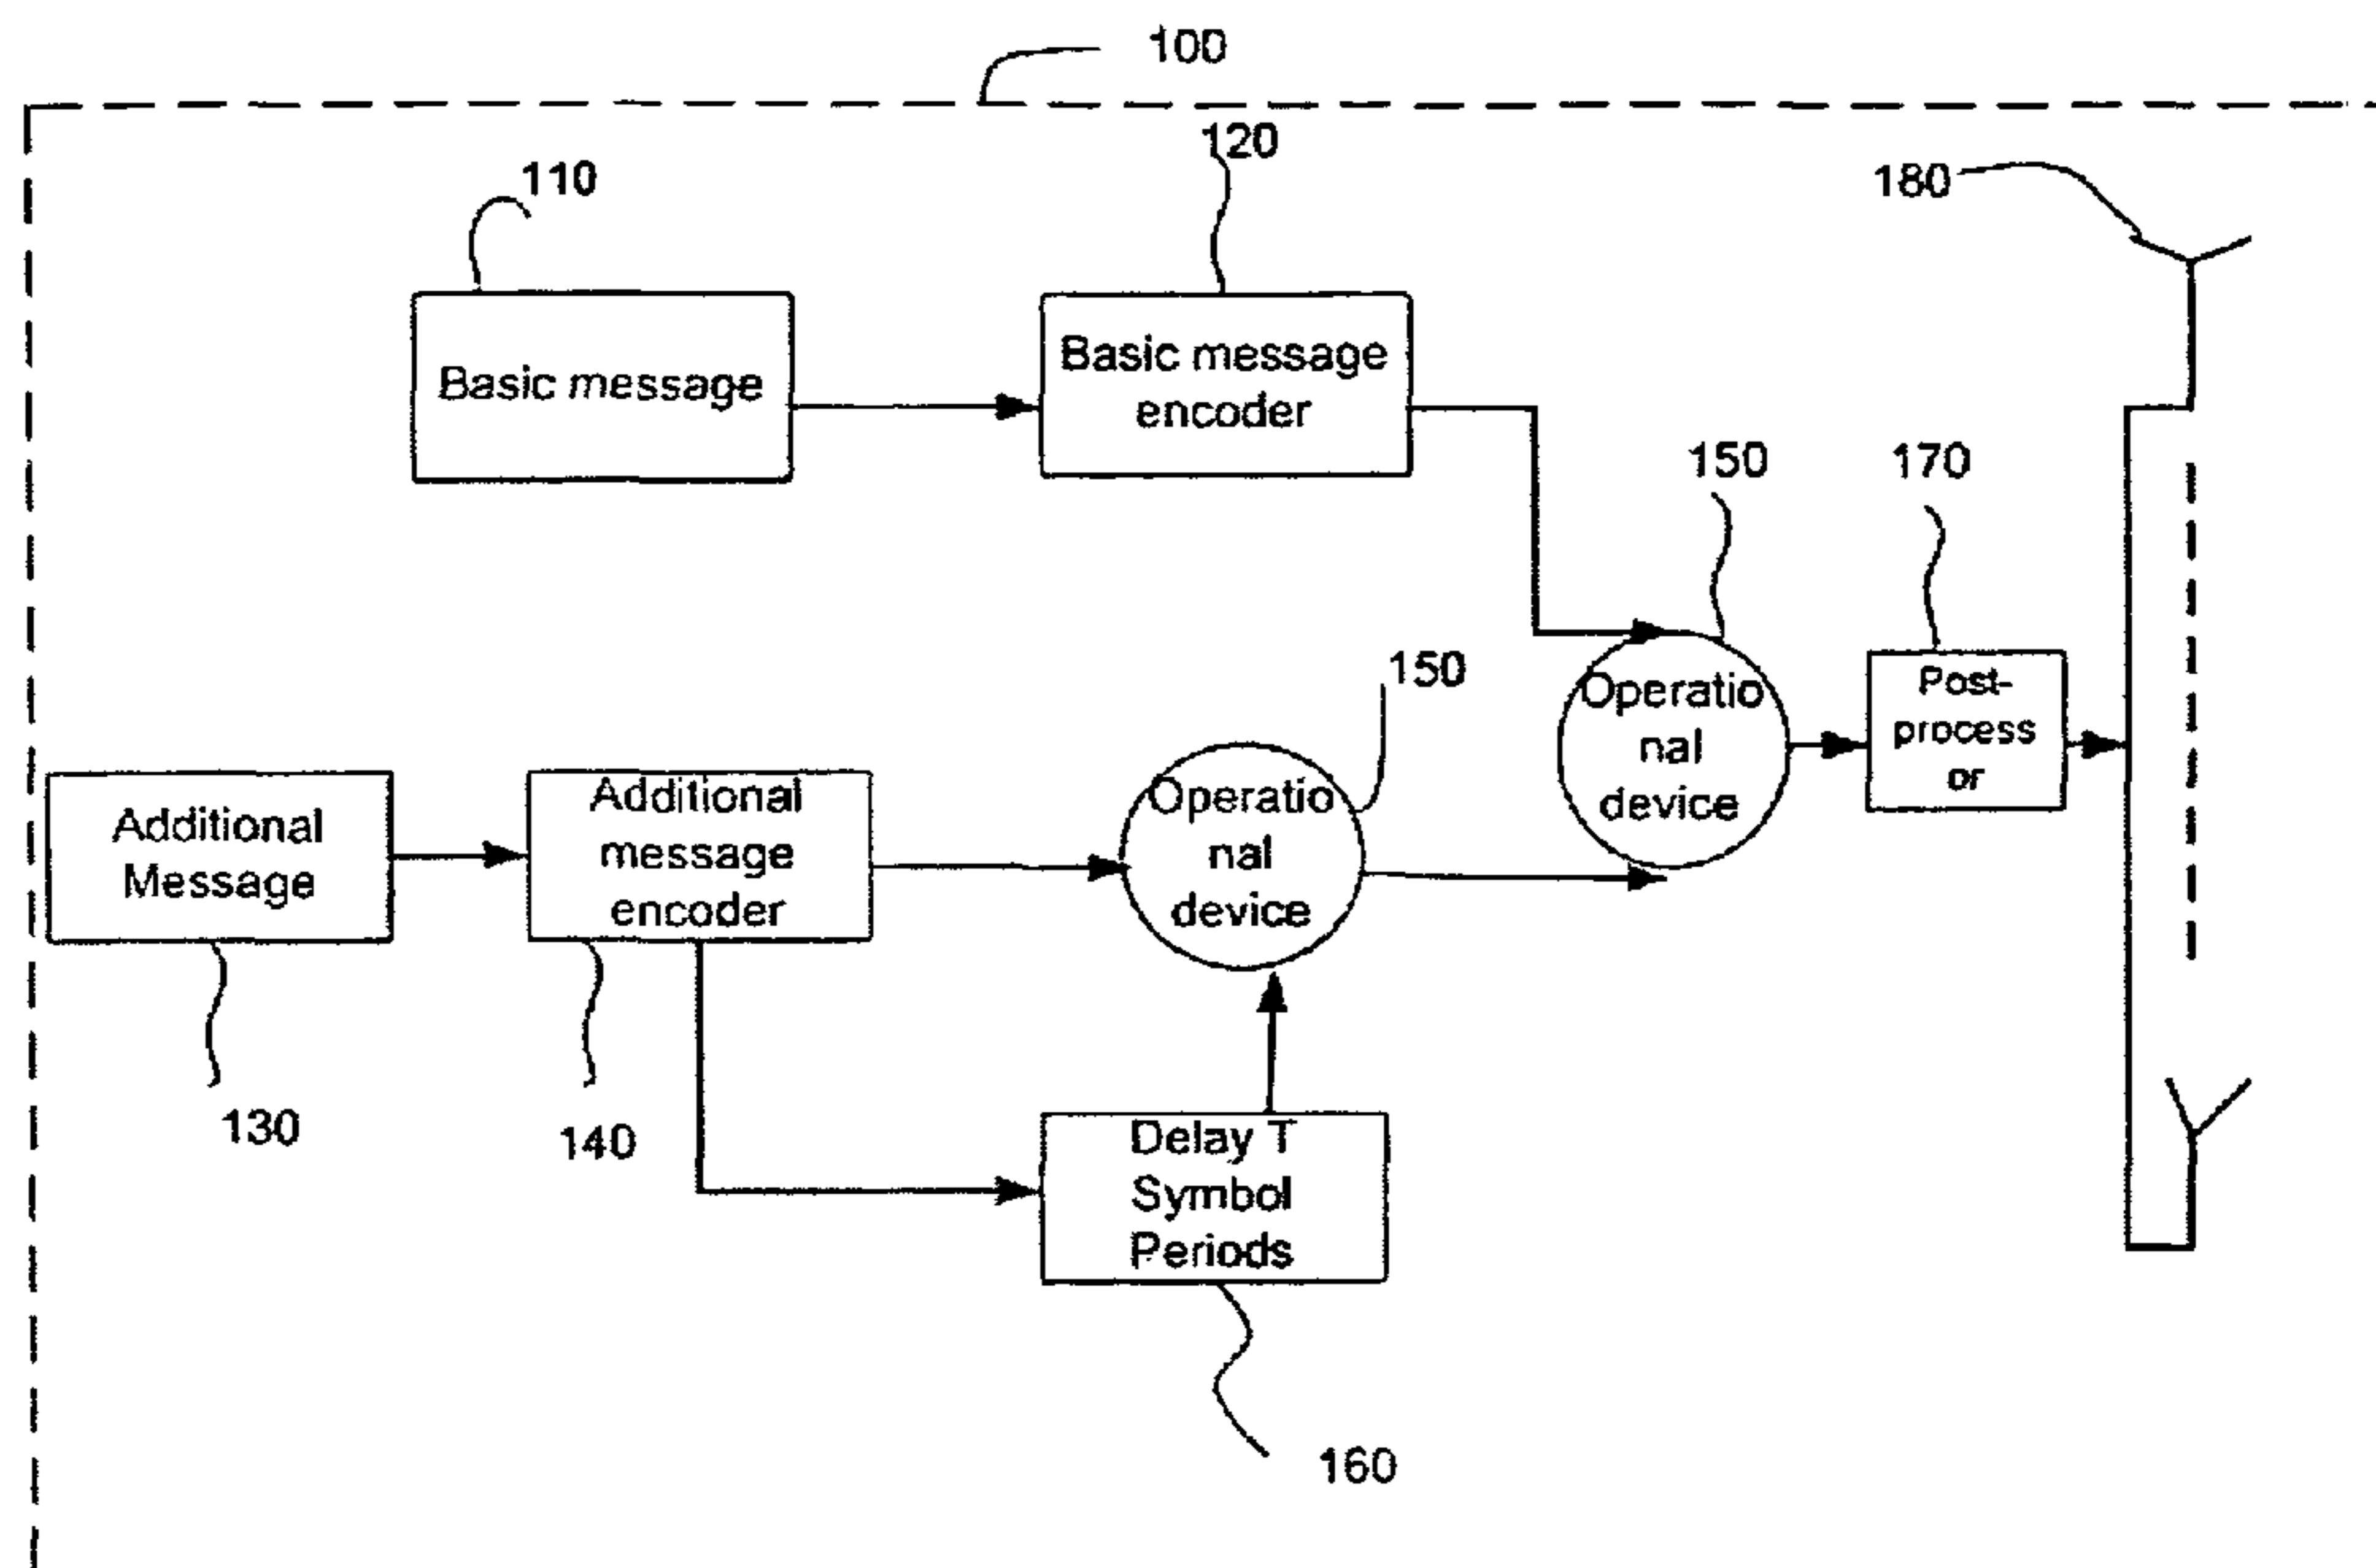 100
120
110
180
Basic message
Basic message
encoder
150
170
150
Operatio
nal
device
Post-
process
or
Additional
Message
Additional
message
encoder
Operatio
nal
device
130
140
Delay T
Symbol
Periods
160